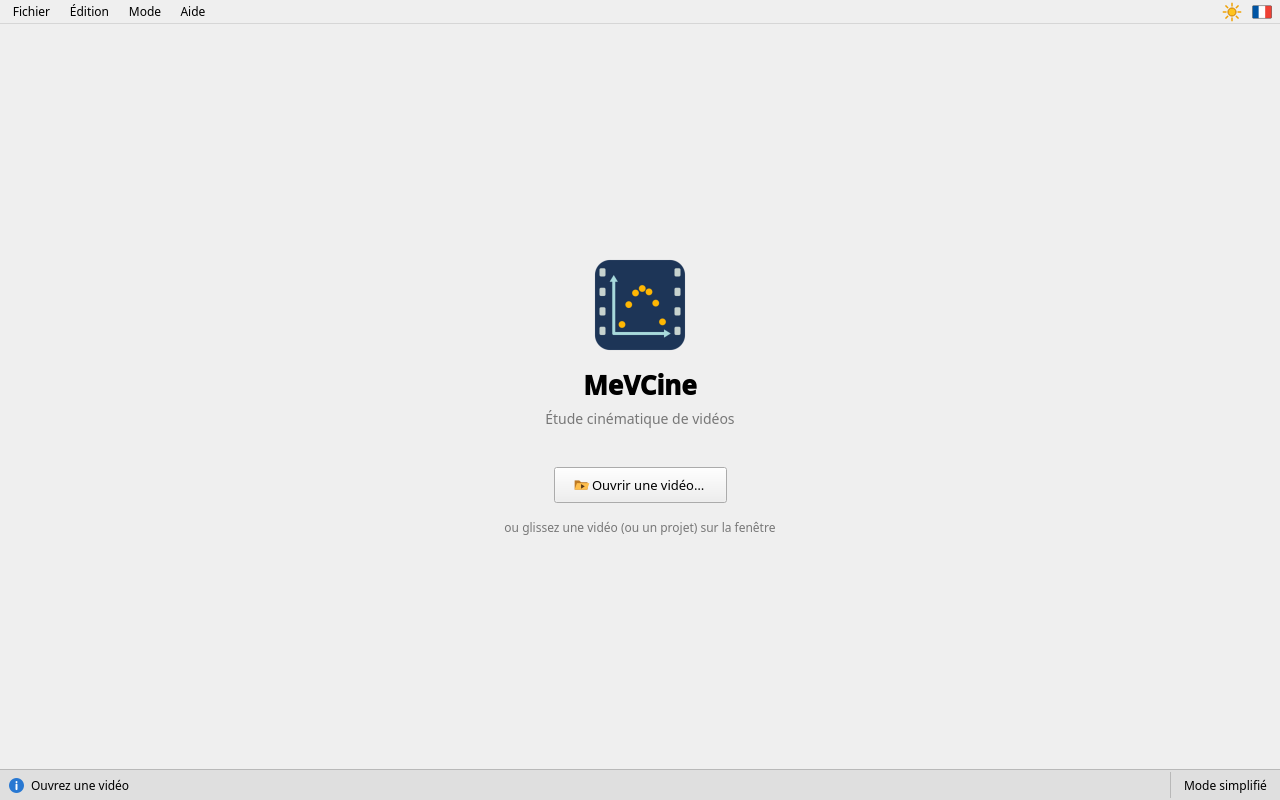 Fichier Édition Mode Aide
MeVCine
Étude cinématique de vidéos
Ouvrir une vidéo...
ou glissez une vidéo (ou un projet) sur la fenêtre
Ouvrez une vidéo Mode simplifié